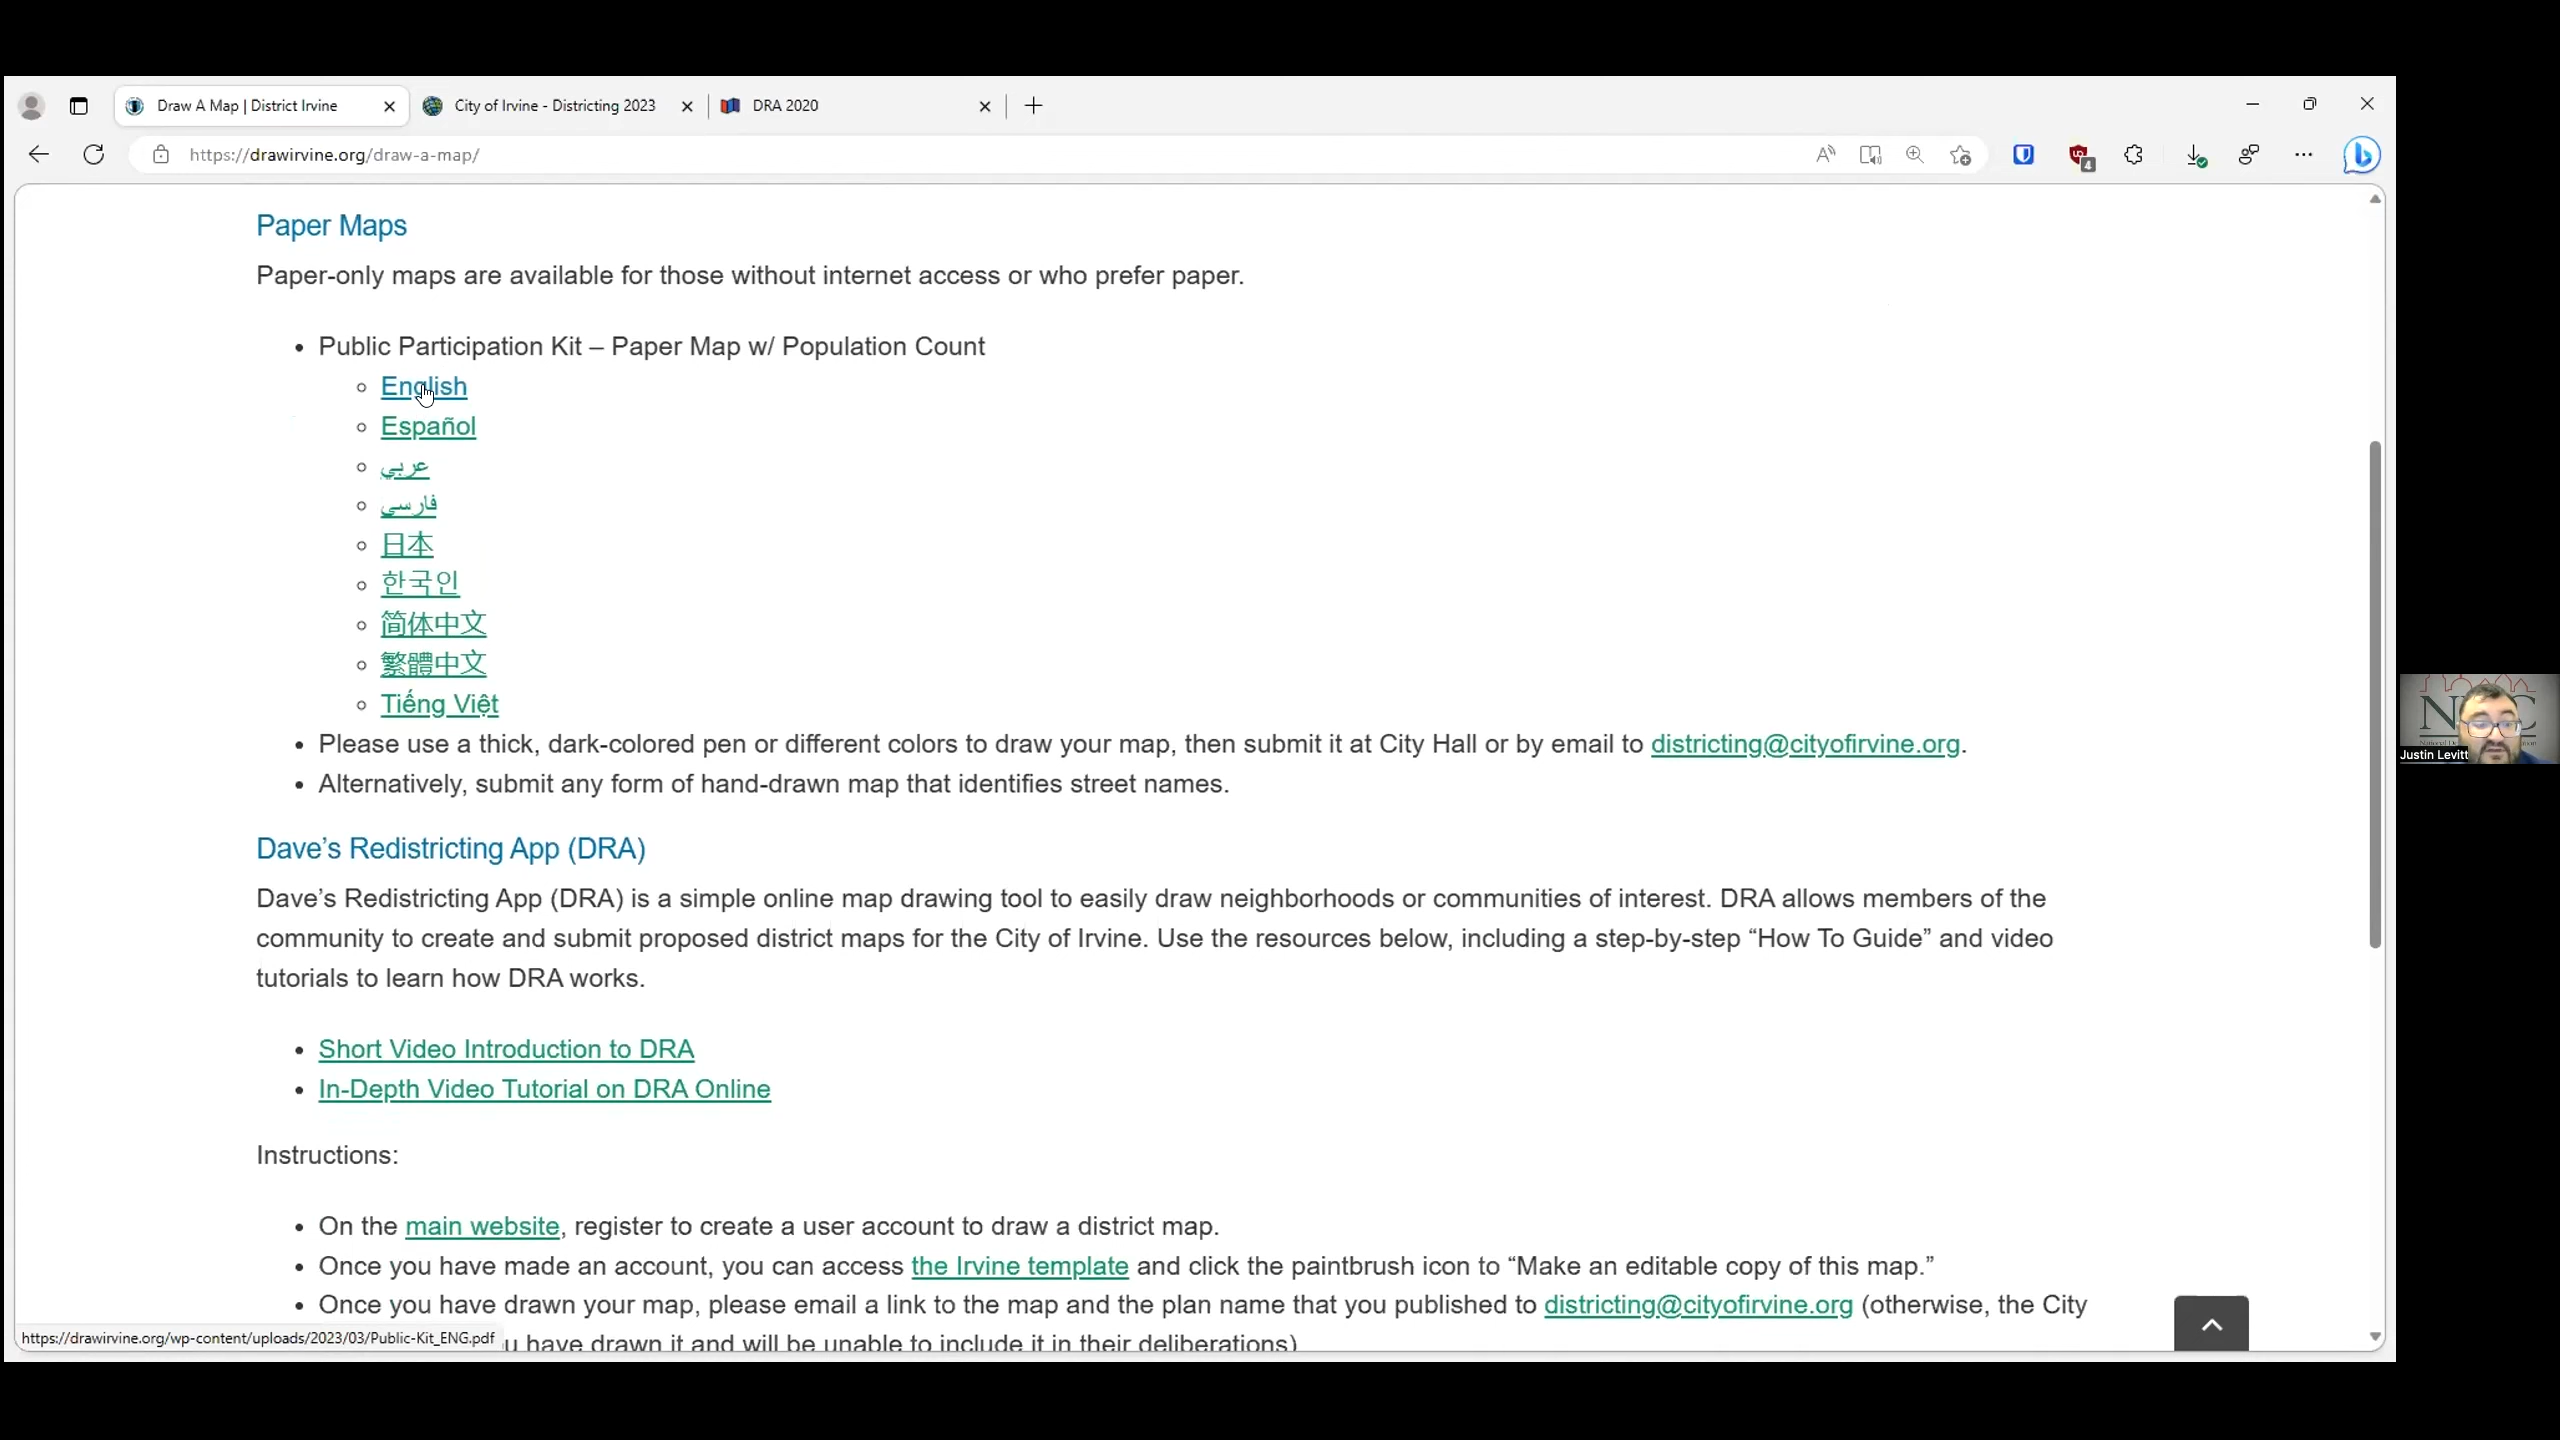 Draw A Map | District Irvine
City of Irvine - Districting 2023
DRA 2020
https://drawirvine.org/draw-a-map/
4
Paper Maps
Paper-only maps are available for those without internet access or who prefer paper.
Public Participation Kit – Paper Map w/ Population Count
English
Español
عربي
فارسی
日本
한국인
简体中文
繁體中文
Tiếng Việt
Please use a thick, dark-colored pen or different colors to draw your map, then submit it at City Hall or by email to districting@cityofirvine.org.
Alternatively, submit any form of hand-drawn map that identifies street names.
Dave’s Redistricting App (DRA)
Dave’s Redistricting App (DRA) is a simple online map drawing tool to easily draw neighborhoods or communities of interest. DRA allows members of the
community to create and submit proposed district maps for the City of Irvine. Use the resources below, including a step-by-step “How To Guide” and video
tutorials to learn how DRA works.
Short Video Introduction to DRA
In-Depth Video Tutorial on DRA Online
Instructions:
On the main website, register to create a user account to draw a district map.
Once you have made an account, you can access the Irvine template and click the paintbrush icon to “Make an editable copy of this map.”
Once you have drawn your map, please email a link to the map and the plan name that you published to districting@cityofirvine.org (otherwise, the City
u have drawn it and will be unable to include it in their deliberations)
https://drawirvine.org/wp-content/uploads/2023/03/Public-Kit_ENG.pdf
Justin Levitt